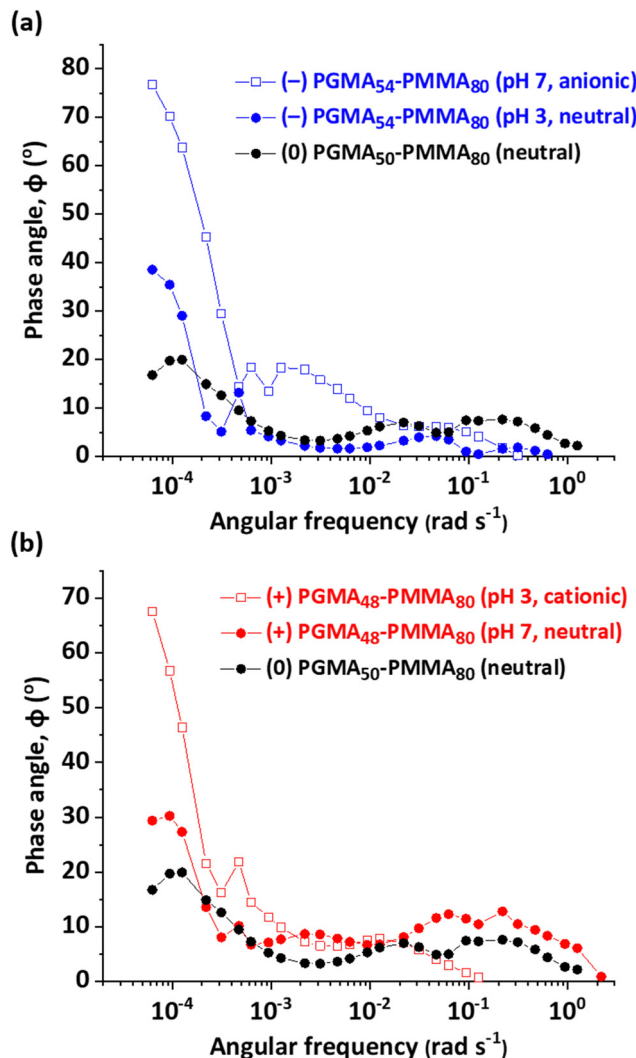 (a)
80
70
60
50
40
30
20
10
0
Phase angle, ϕ (º)
(−) PGMA₅₄-PMMA₈₀ (pH 7, anionic)
(−) PGMA₅₄-PMMA₈₀ (pH 3, neutral)
(0) PGMA₅₀-PMMA₈₀ (neutral)
10⁻⁴ 10⁻³ 10⁻² 10⁻¹ 10⁰
Angular frequency (rad s⁻¹)
(b)
70
60
50
40
30
20
10
0
Phase angle, ϕ (º)
(+) PGMA₄₈-PMMA₈₀ (pH 3, cationic)
(+) PGMA₄₈-PMMA₈₀ (pH 7, neutral)
(0) PGMA₅₀-PMMA₈₀ (neutral)
10⁻⁴ 10⁻³ 10⁻² 10⁻¹ 10⁰
Angular frequency (rad s⁻¹)